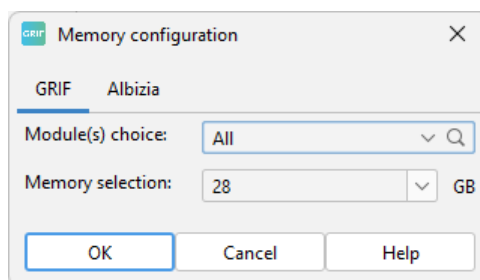 GRIF Memory configuration
GRIF Albizia
Module(s) choice: All
Memory selection: 28 GB
OK Cancel Help